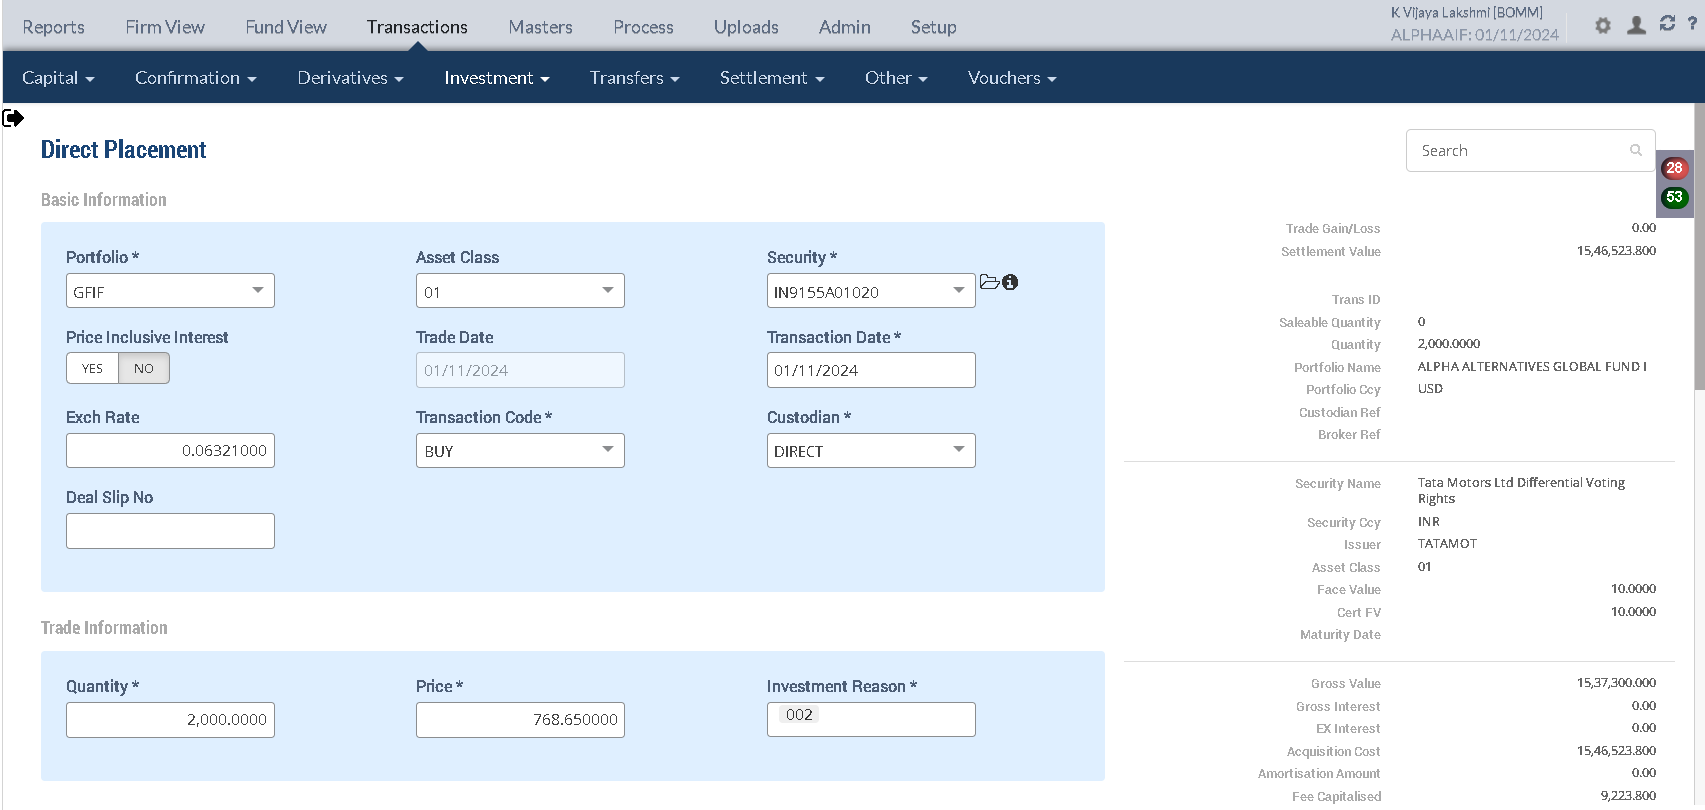 Reports Firm View Fund View Transactions Masters Process Uploads Admin Setup
K Vijaya Lakshmi [BOMM]
ALPHAAIF: 01/11/2024
?
Capital Confirmation Derivatives Investment Transfers Settlement Other Vouchers
Direct Placement
Search
28
53
Basic Information
Portfolio * Asset Class Security *
GFIF 01 IN9155A01020
Price Inclusive Interest Trade Date Transaction Date *
YES NO 01/11/2024 01/11/2024
Exch Rate Transaction Code * Custodian *
0.06321000 BUY DIRECT
Deal Slip No
Trade Information
Quantity * Price * Investment Reason *
2,000.0000 768.650000 002
Trade Gain/Loss 0.00
Settlement Value 15,46,523.800
Trans ID
Saleable Quantity 0
Quantity 2,000.0000
Portfolio Name ALPHA ALTERNATIVES GLOBAL FUND I
Portfolio Ccy USD
Custodian Ref
Broker Ref
Security Name Tata Motors Ltd Differential Voting
Rights
Security Ccy INR
Issuer TATAMOT
Asset Class 01
Face Value 10.0000
Cert FV 10.0000
Maturity Date
Gross Value 15,37,300.000
Gross Interest 0.00
EX Interest 0.00
Acquisition Cost 15,46,523.800
Amortisation Amount 0.00
Fee Capitalised 9,223.800